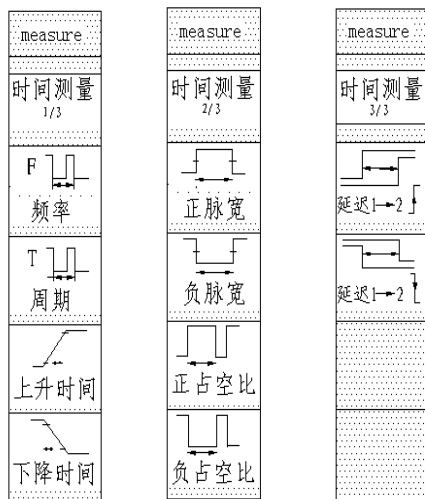 measure
时间测量
1/3
F
频率
T
周期
上升时间
下降时间
measure
时间测量
2/3
正脉宽
负脉宽
正占空比
负占空比
measure
时间测量
3/3
延迟1→2
延迟1→2